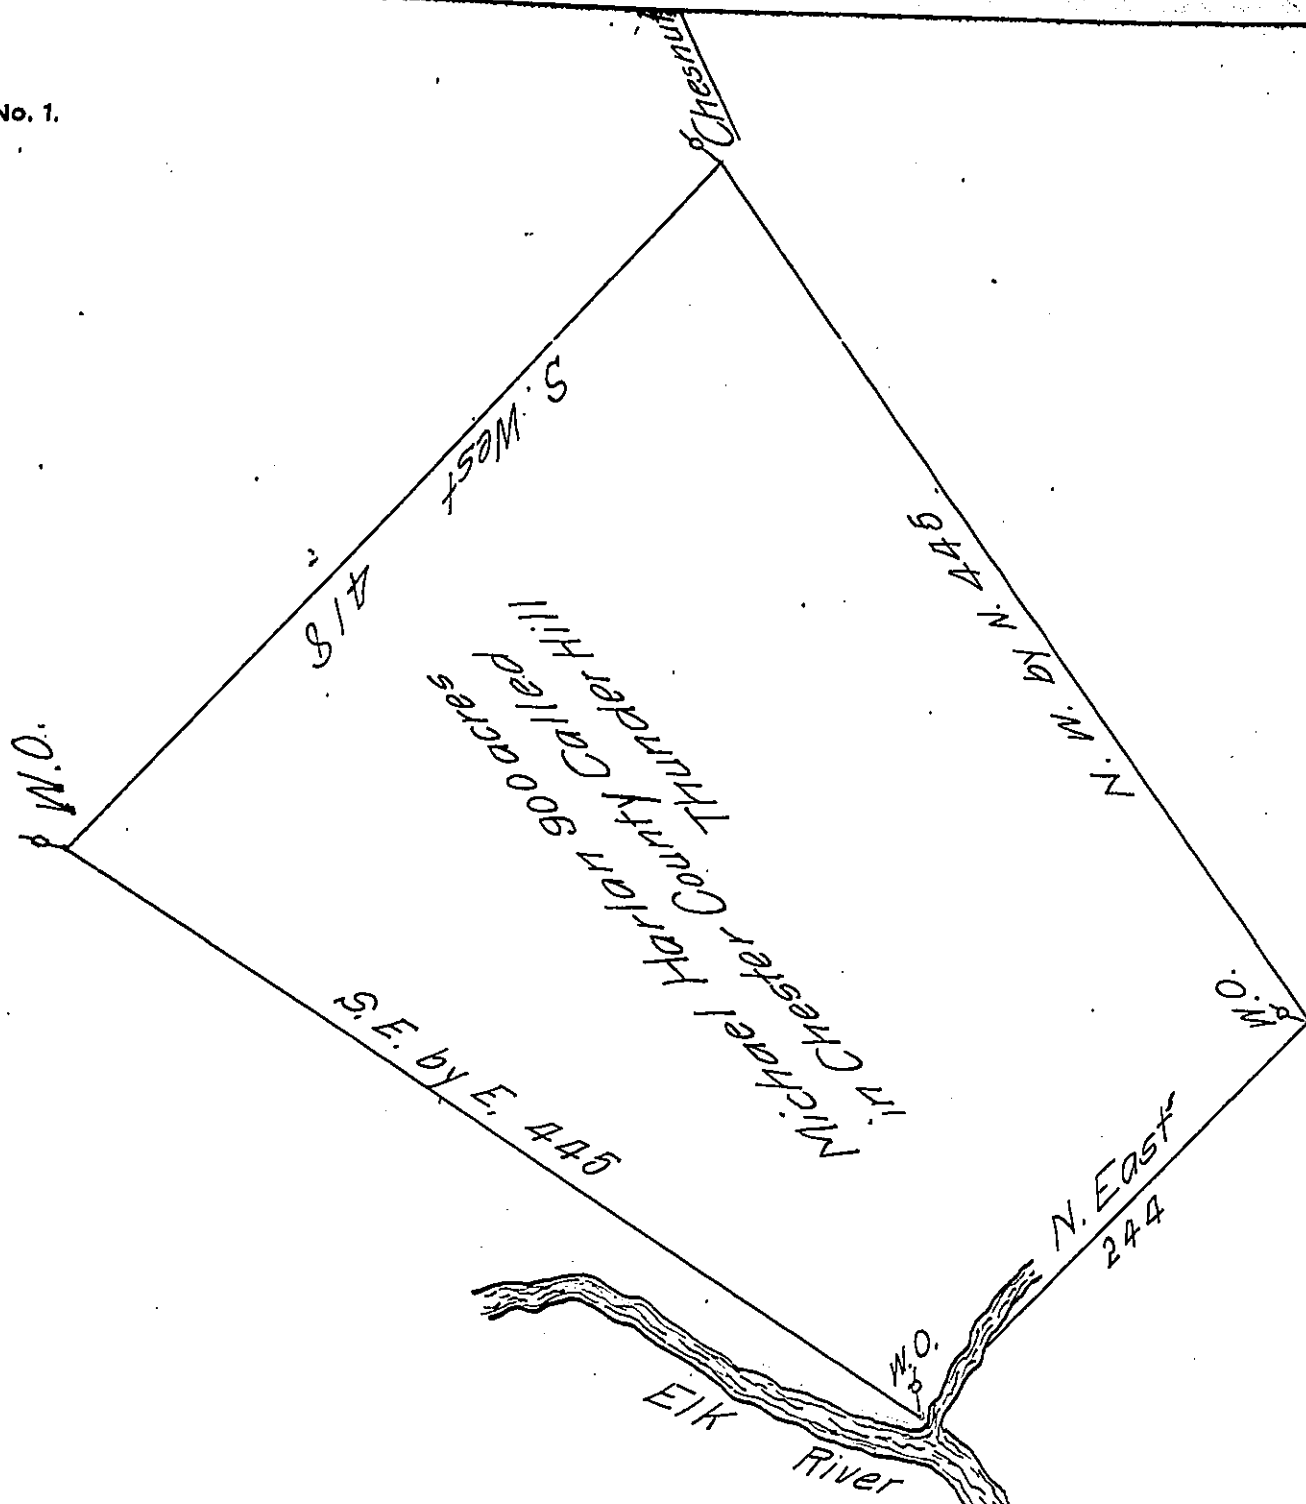 No. 1.
Chesnut
S. West
418
N. W. by N. 445
W.O.
Michael Harlan 900 acres
in Chester County Called
Thunder Hill
W.O.
S.E. by E. 445
N. East
244
W.O.
Elk
River